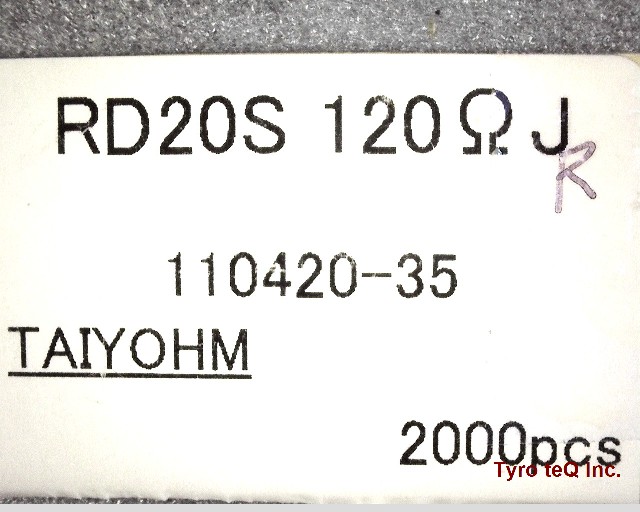 RD20S 120Ω J
R
110420-35
TAIYOHM
2000pcs
Tyro teQ Inc.